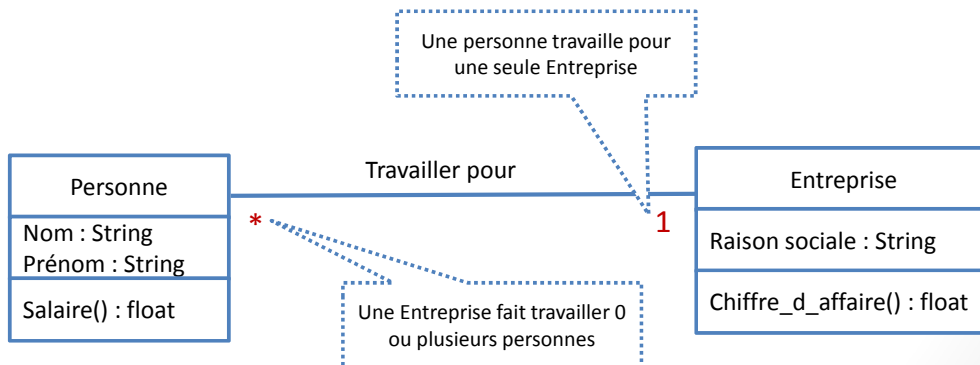 Une personne travaille pour
une seule Entreprise
Personne
Nom : String
Prénom : String
Salaire() : float
Travailler pour
*
1
Entreprise
Raison sociale : String
Chiffre_d_affaire() : float
Une Entreprise fait travailler 0
ou plusieurs personnes